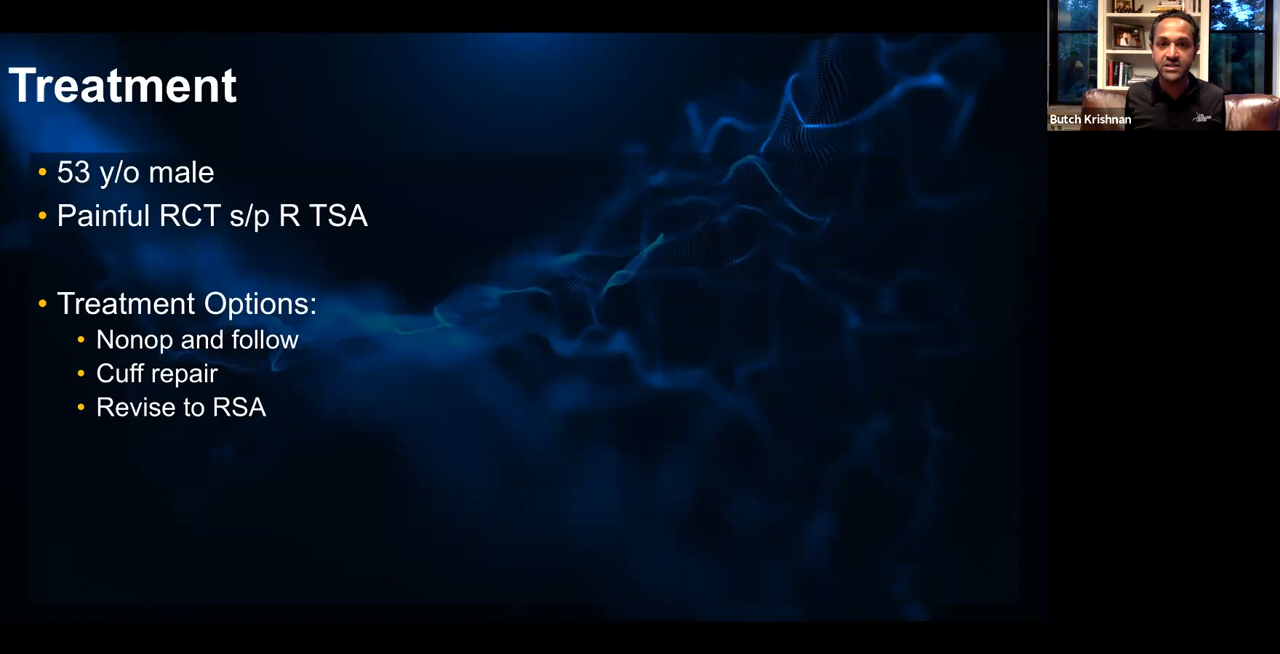 Treatment
• 53 y/o male
• Painful RCT s/p R TSA
• Treatment Options:
• Nonop and follow
• Cuff repair
• Revise to RSA
Butch Krishnan